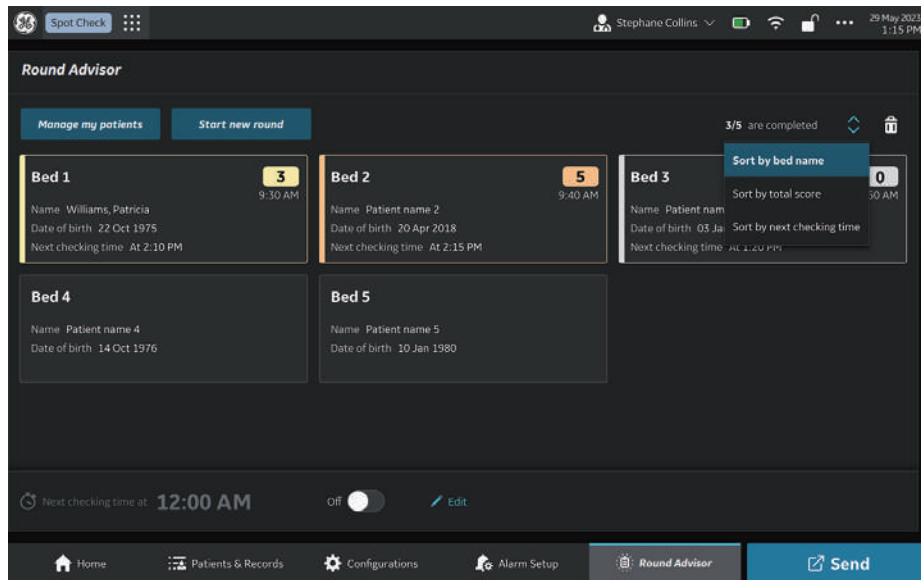 Spot Check
Stephane Collins
29 May 2023
1:15 PM
Round Advisor
Manage my patients
Start new round
3/5 are completed
Bed 1
3
9:30 AM
Name Williams, Patricia
Date of birth 22 Oct 1975
Next checking time At 2:10 PM
Bed 2
5
9:40 AM
Name Patient name 2
Date of birth 20 Apr 2018
Next checking time At 2:15 PM
Bed 3
0
50 AM
Name Patient nam
Date of birth 03 Ja
Next checking time At 1:20 PM
Sort by bed name
Sort by total score
Sort by next checking time
Bed 4
Name Patient name 4
Date of birth 14 Oct 1976
Bed 5
Name Patient name 5
Date of birth 10 Jan 1980
Next checking time at 12:00 AM
Off
Edit
Home
Patients & Records
Configurations
Alarm Setup
Round Advisor
Send